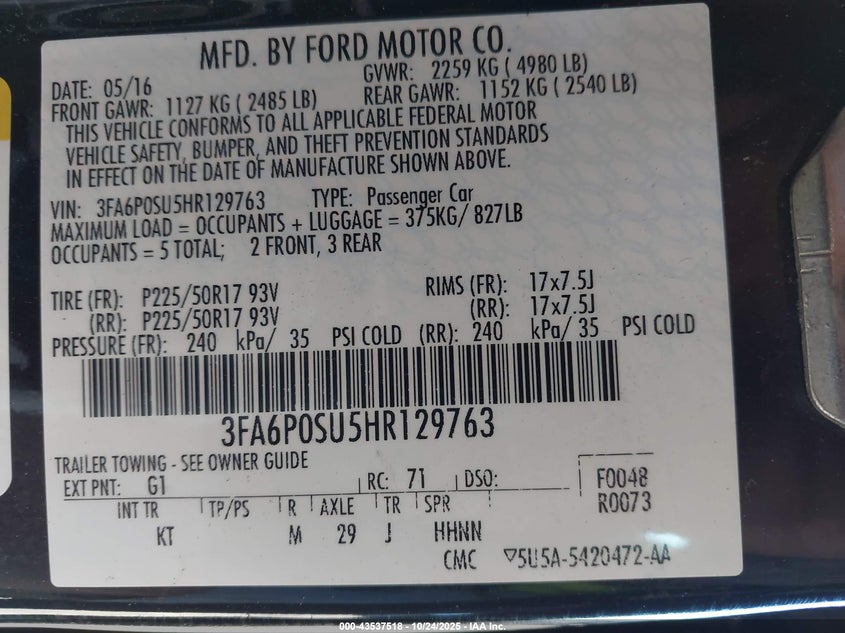 MFD. BY FORD MOTOR CO.
DATE: 05/16 GVWR: 2259 KG ( 4980 LB)
FRONT GAWR: 1127 KG ( 2485 LB) REAR GAWR: 1152 KG ( 2540 LB)
THIS VEHICLE CONFORMS TO ALL APPLICABLE FEDERAL MOTOR
VEHICLE SAFETY, BUMPER, AND THEFT PREVENTION STANDARDS
IN EFFECT ON THE DATE OF MANUFACTURE SHOWN ABOVE.
VIN: 3FA6P0SU5HR129763 TYPE: Passenger Car
MAXIMUM LOAD = OCCUPANTS + LUGGAGE = 375KG/ 827LB
OCCUPANTS = 5 TOTAL; 2 FRONT, 3 REAR
TIRE (FR): P225/50R17 93V RIMS (FR): 17x7.5J
(RR): P225/50R17 93V (RR): 17x7.5J
PRESSURE (FR): 240 kPa/ 35 PSI COLD (RR): 240 kPa/ 35 PSI COLD
3FA6P0SU5HR129763
TRAILER TOWING - SEE OWNER GUIDE
EXT PNT: G1 RC: 71 DSO: F0048
R0073
INT TR TP/PS R AXLE TR SPR
KT M 29 J HHNN
CMC ▽5U5A-5420472-AA
000-43537518 - 10/24/2025 - IAA Inc.